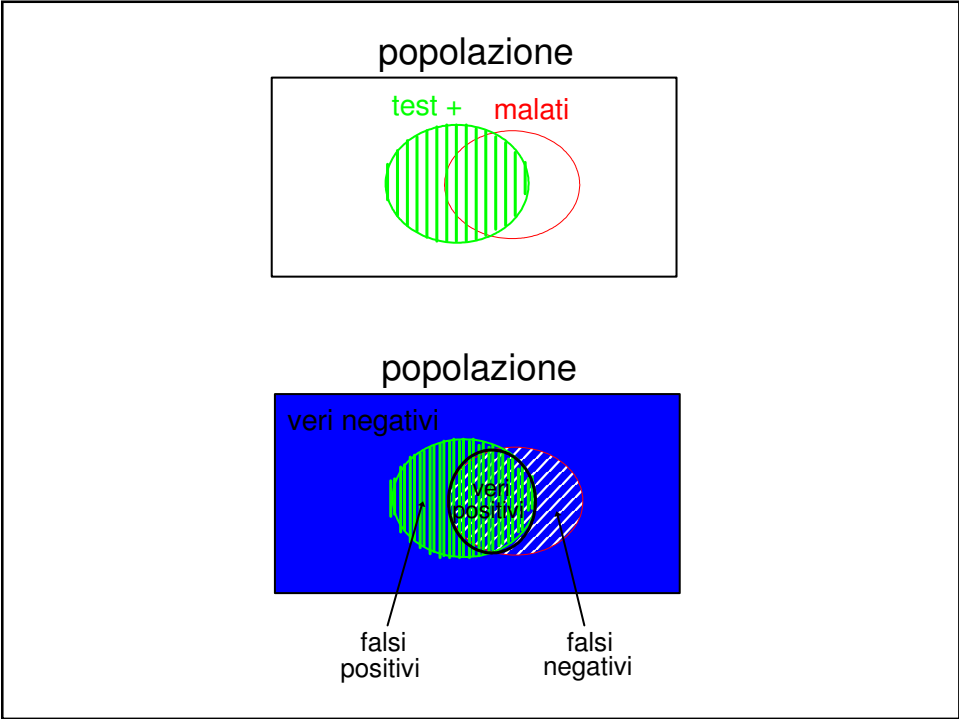 popolazione
test + malati
popolazione
veri negativi
veri
positivi
falsi
positivi
falsi
negativi